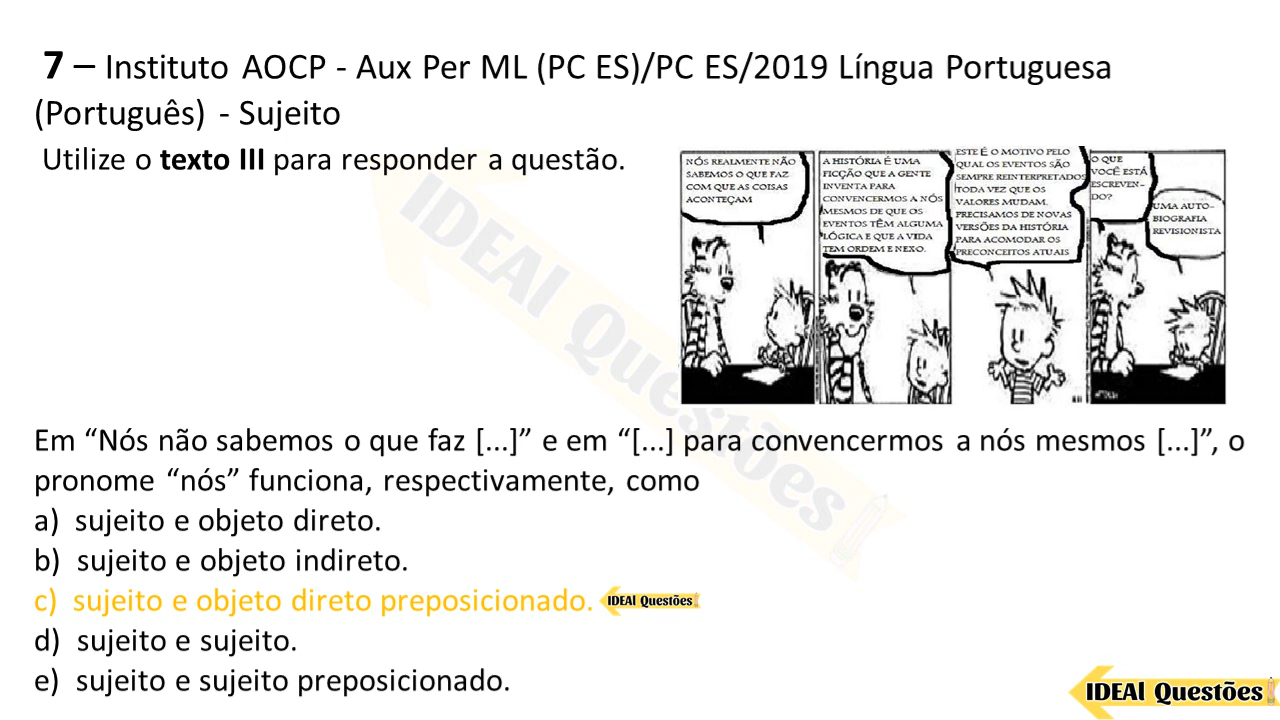 7 – Instituto AOCP - Aux Per ML (PC ES)/PC ES/2019 Língua Portuguesa
(Português) - Sujeito
Utilize o texto III para responder a questão.
NÓS REALMENTE NÃO
SABEMOS O QUE FAZ
COM QUE AS COISAS
ACONTEÇAM
A HISTÓRIA É UMA
FICÇÃO QUE A GENTE
INVENTA PARA
CONVENCERMOS A NÓS
MESMOS DE QUE OS
EVENTOS TÊM ALGUMA
LÓGICA E QUE A VIDA
TEM ORDEM E NEXO.
ESTE É O MOTIVO PELO
QUAL OS EVENTOS SÃO
SEMPRE REINTERPRETADOS
TODA VEZ QUE OS
VALORES MUDAM.
PRECISAMOS DE NOVAS
VERSÕES DA HISTÓRIA
PARA ACOMODAR OS
PRECONCEITOS ATUAIS
O QUE
VOCÊ ESTÁ
ESCREVEN-
DO?
UMA AUTO-
BIOGRAFIA
REVISIONISTA
IDEAl Questões
Em “Nós não sabemos o que faz [...]” e em “[...] para convencermos a nós mesmos [...]”, o
pronome “nós” funciona, respectivamente, como
a) sujeito e objeto direto.
b) sujeito e objeto indireto.
c) sujeito e objeto direto preposicionado. IDEAl Questões
d) sujeito e sujeito.
e) sujeito e sujeito preposicionado.
IDEAl Questões